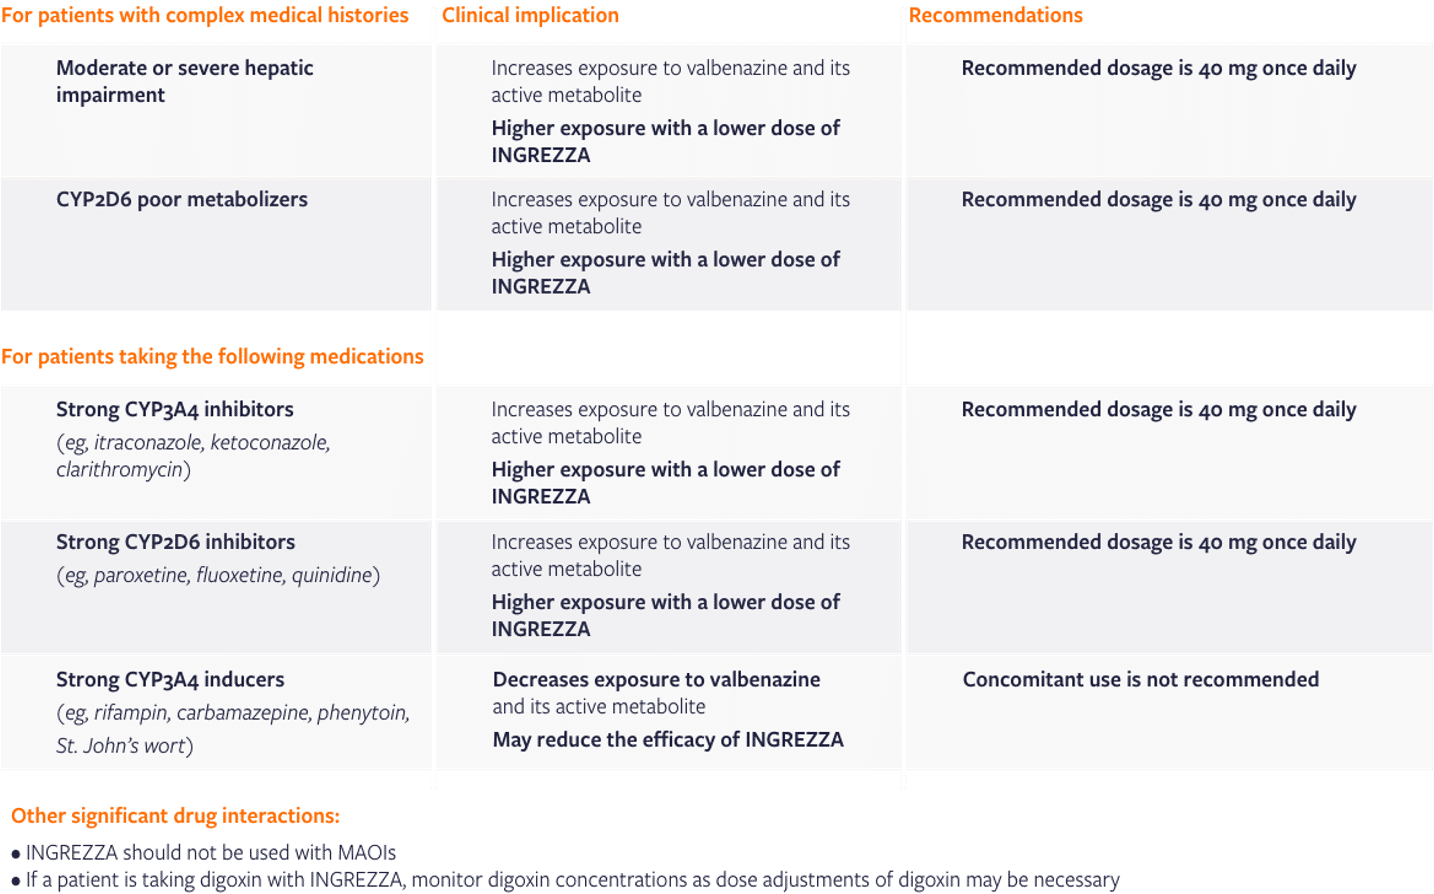 For patients with complex medical histories
Clinical implication
Recommendations
Moderate or severe hepatic
impairment
Increases exposure to valbenazine and its
active metabolite
Higher exposure with a lower dose of
INGREZZA
Recommended dosage is 40 mg once daily
CYP2D6 poor metabolizers
Increases exposure to valbenazine and its
active metabolite
Higher exposure with a lower dose of
INGREZZA
Recommended dosage is 40 mg once daily
For patients taking the following medications
Strong CYP3A4 inhibitors
(eg, itraconazole, ketoconazole,
clarithromycin)
Increases exposure to valbenazine and its
active metabolite
Higher exposure with a lower dose of
INGREZZA
Recommended dosage is 40 mg once daily
Strong CYP2D6 inhibitors
(eg, paroxetine, fluoxetine, quinidine)
Increases exposure to valbenazine and its
active metabolite
Higher exposure with a lower dose of
INGREZZA
Recommended dosage is 40 mg once daily
Strong CYP3A4 inducers
(eg, rifampin, carbamazepine, phenytoin,
St. John's wort)
Decreases exposure to valbenazine
and its active metabolite
May reduce the efficacy of INGREZZA
Concomitant use is not recommended
Other significant drug interactions:
• INGREZZA should not be used with MAOIs
• If a patient is taking digoxin with INGREZZA, monitor digoxin concentrations as dose adjustments of digoxin may be necessary